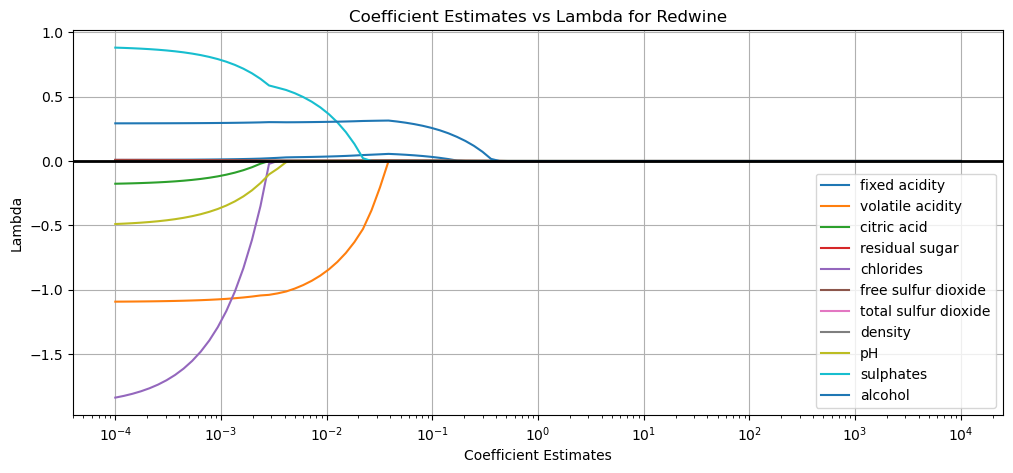 Coefficient Estimates vs Lambda for Redwine
1.0
0.5
0.0
−0.5
−1.0
−1.5
Lambda
fixed acidity
volatile acidity
citric acid
residual sugar
chlorides
free sulfur dioxide
total sulfur dioxide
density
pH
sulphates
alcohol
10⁻⁴ 10⁻³ 10⁻² 10⁻¹ 10⁰ 10¹ 10² 10³ 10⁴
Coefficient Estimates